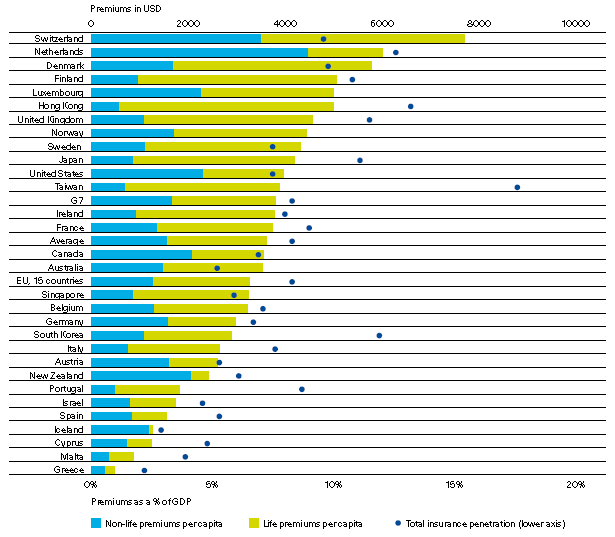 Premiums in USD
0 2000 4000 6000 8000 10000
Switzerland
Netherlands
Denmark
Finland
Luxembourg
Hong Kong
United Kingdom
Norway
Sweden
Japan
United States
Taiwan
G7
Ireland
France
Average
Canada
Australia
EU, 15 countries
Singapore
Belgium
Germany
South Korea
Italy
Austria
New Zealand
Portugal
Israel
Spain
Iceland
Cyprus
Malta
Greece
0% 5% 10% 15% 20%
Premiums as a % of GDP
Non-life premiums per capita Life premiums per capita Total insurance penetration (lower axis)